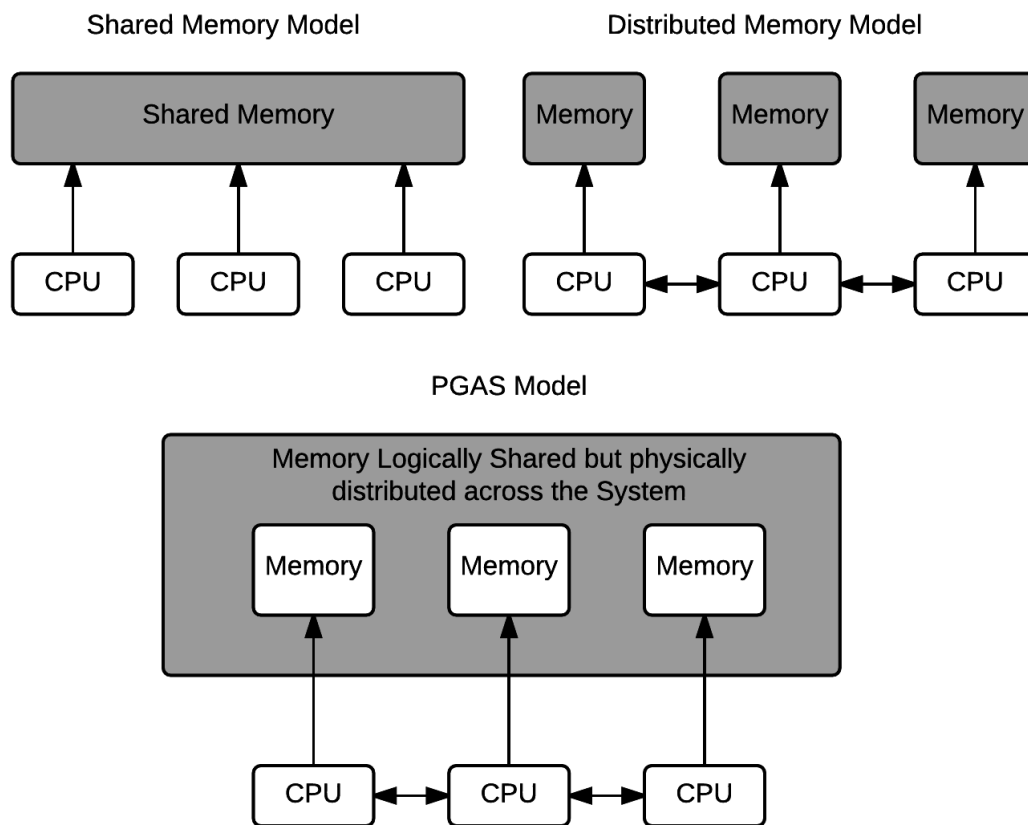 Shared Memory Model
Distributed Memory Model
Shared Memory
Memory
Memory
Memory
CPU
CPU
CPU
CPU
CPU
CPU
PGAS Model
Memory Logically Shared but physically
distributed across the System
Memory
Memory
Memory
CPU
CPU
CPU